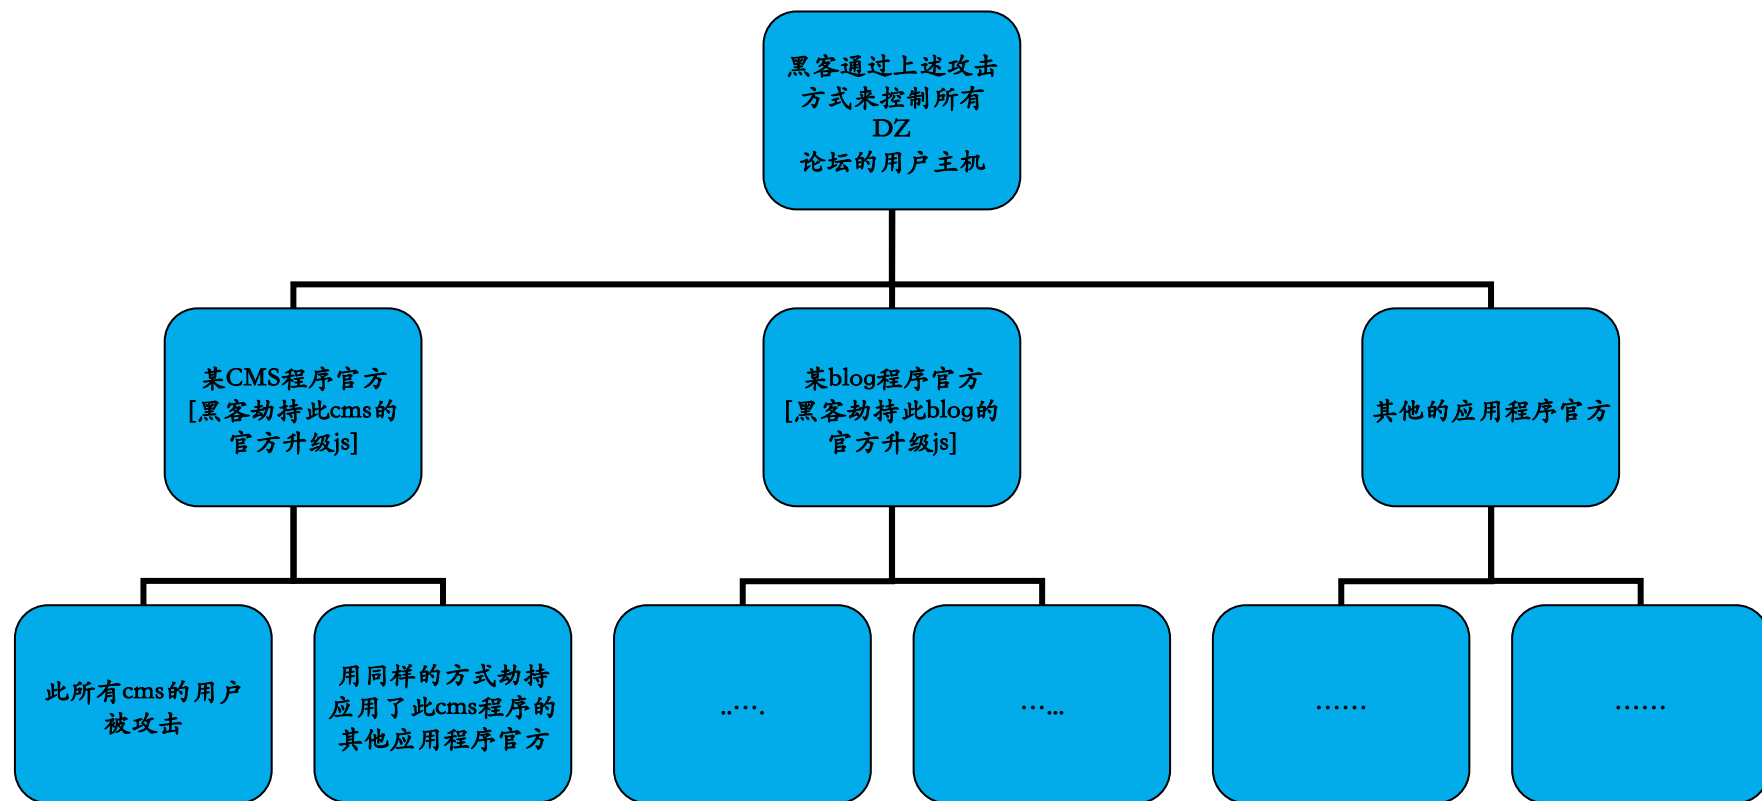 黑客通过上述攻击
方式来控制所有
DZ
论坛的用户主机
某CMS程序官方
[黑客劫持此cms的
官方升级js]
某blog程序官方
[黑客劫持此blog的
官方升级js]
其他的应用程序官方
此所有cms的用户
被攻击
用同样的方式劫持
应用了此cms程序的
其他应用程序官方
..….
…...
……
……